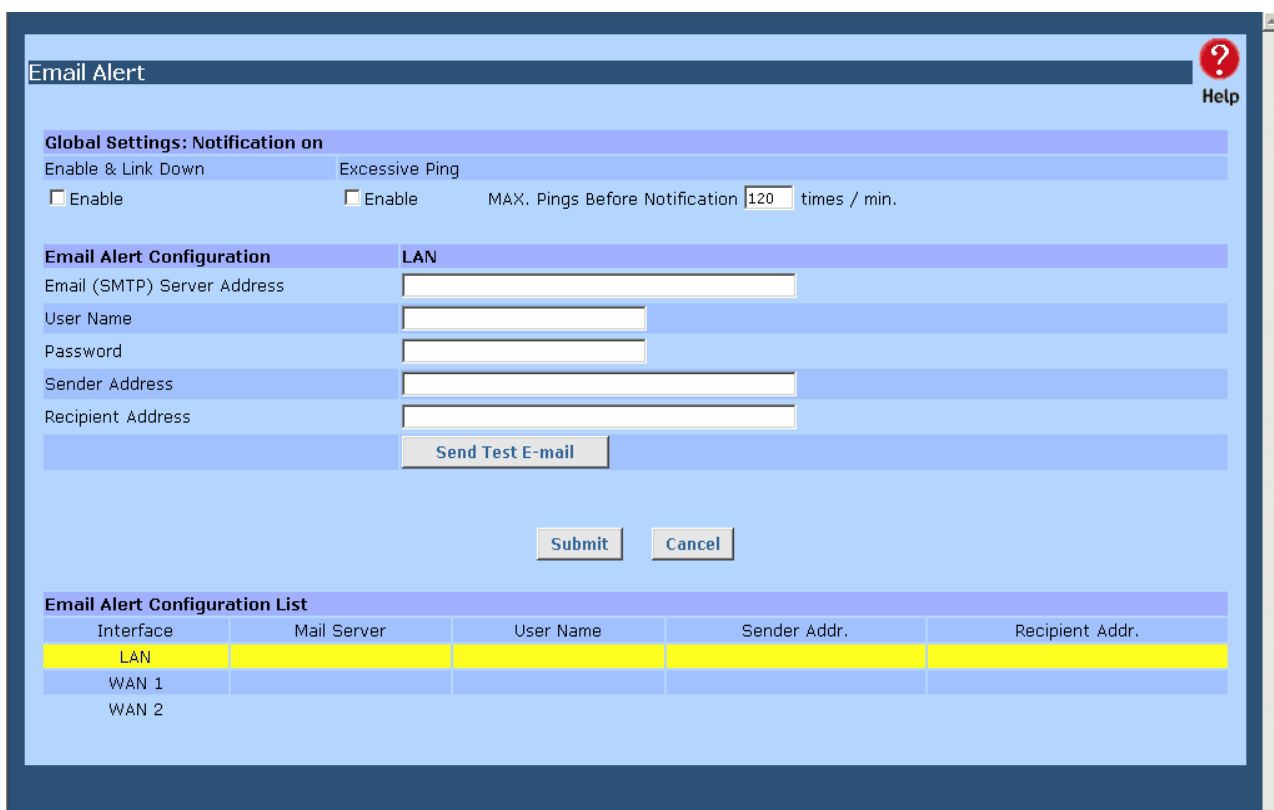 Email Alert
Help
Global Settings: Notification on
Enable & Link Down Excessive Ping
Enable Enable MAX. Pings Before Notification 120 times / min.
Email Alert Configuration LAN
Email (SMTP) Server Address
User Name
Password
Sender Address
Recipient Address
Send Test E-mail
Submit Cancel
Email Alert Configuration List
Interface Mail Server User Name Sender Addr. Recipient Addr.
LAN
WAN 1
WAN 2